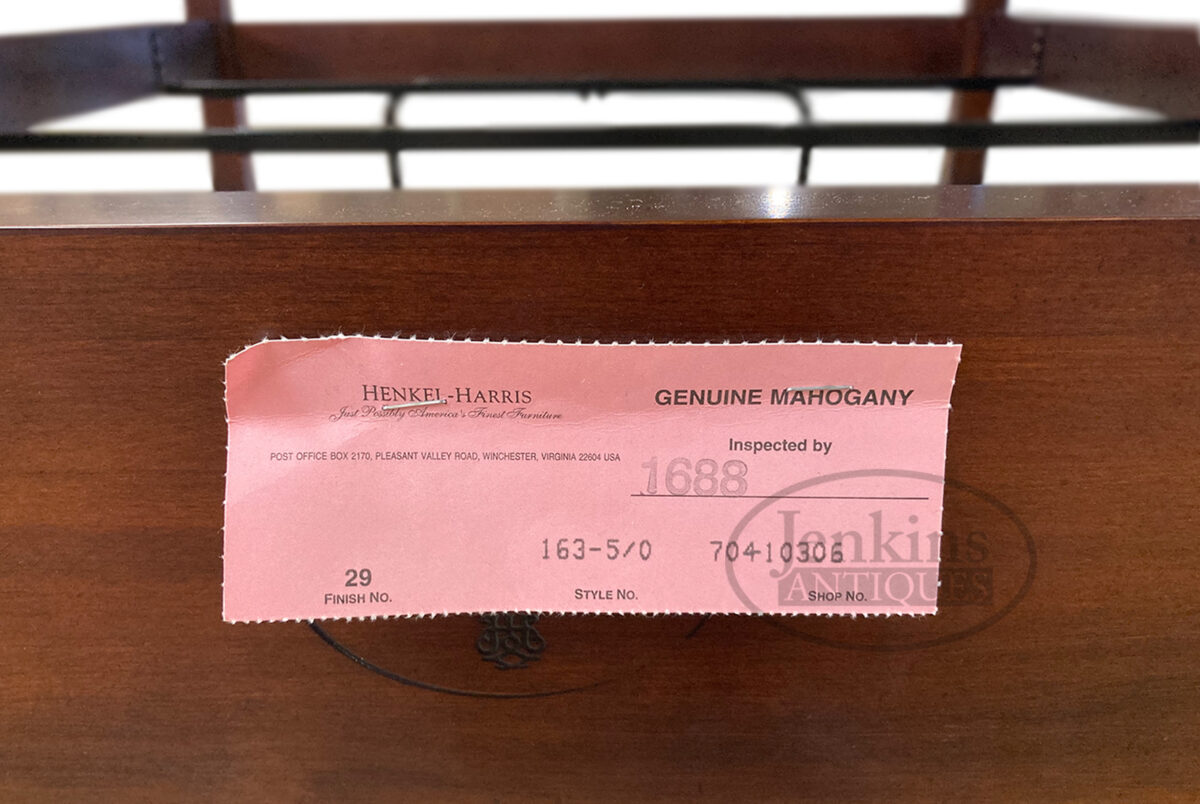 HENKEL-HARRIS
Just Possibly America's Finest Furniture
POST OFFICE BOX 2170, PLEASANT VALLEY ROAD, WINCHESTER, VIRGINIA 22604 USA
GENUINE MAHOGANY
Inspected by
1688
163-5/0 70410306
29
FINISH NO. STYLE NO. SHOP NO.
Jenkins
ANTIQUES